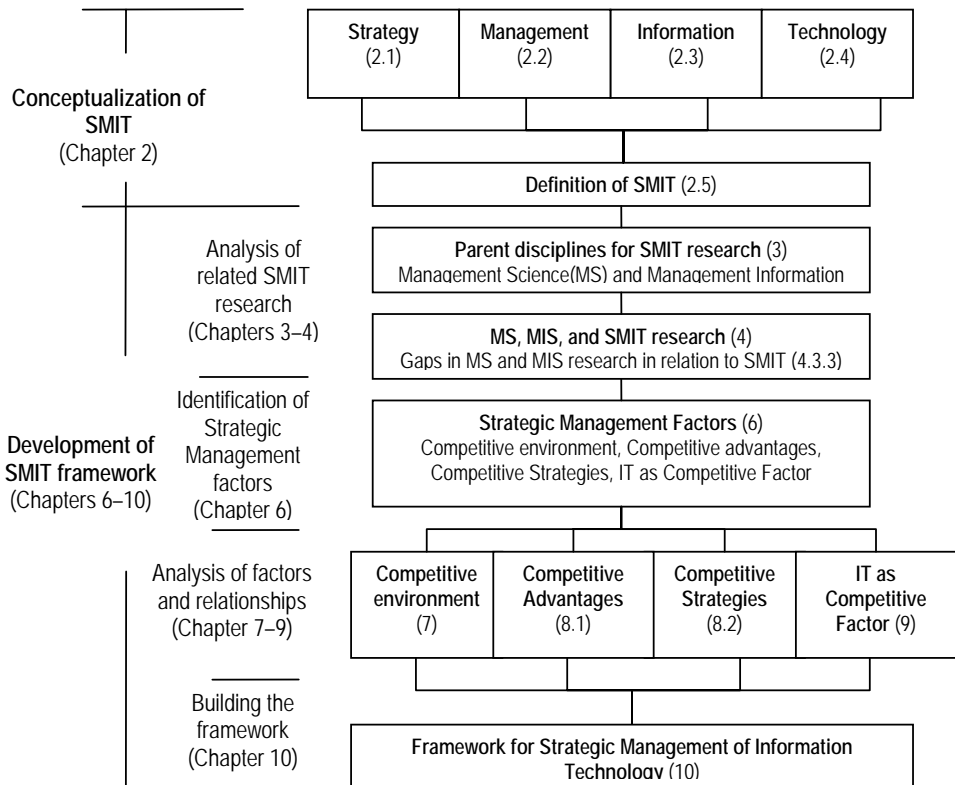 Strategy
(2.1)
Management
(2.2)
Information
(2.3)
Technology
(2.4)
Conceptualization of
SMIT
(Chapter 2)
Definition of SMIT (2.5)
Analysis of
related SMIT
research
(Chapters 3–4)
Parent disciplines for SMIT research (3)
Management Science(MS) and Management Information
MS, MIS, and SMIT research (4)
Gaps in MS and MIS research in relation to SMIT (4.3.3)
Development of
SMIT framework
(Chapters 6–10)
Identification of
Strategic
Management
factors
(Chapter 6)
Strategic Management Factors (6)
Competitive environment, Competitive advantages,
Competitive Strategies, IT as Competitive Factor
Analysis of factors
and relationships
(Chapter 7–9)
Competitive
environment
(7)
Competitive
Advantages
(8.1)
Competitive
Strategies
(8.2)
IT as
Competitive
Factor (9)
Building the
framework
(Chapter 10)
Framework for Strategic Management of Information
Technology (10)